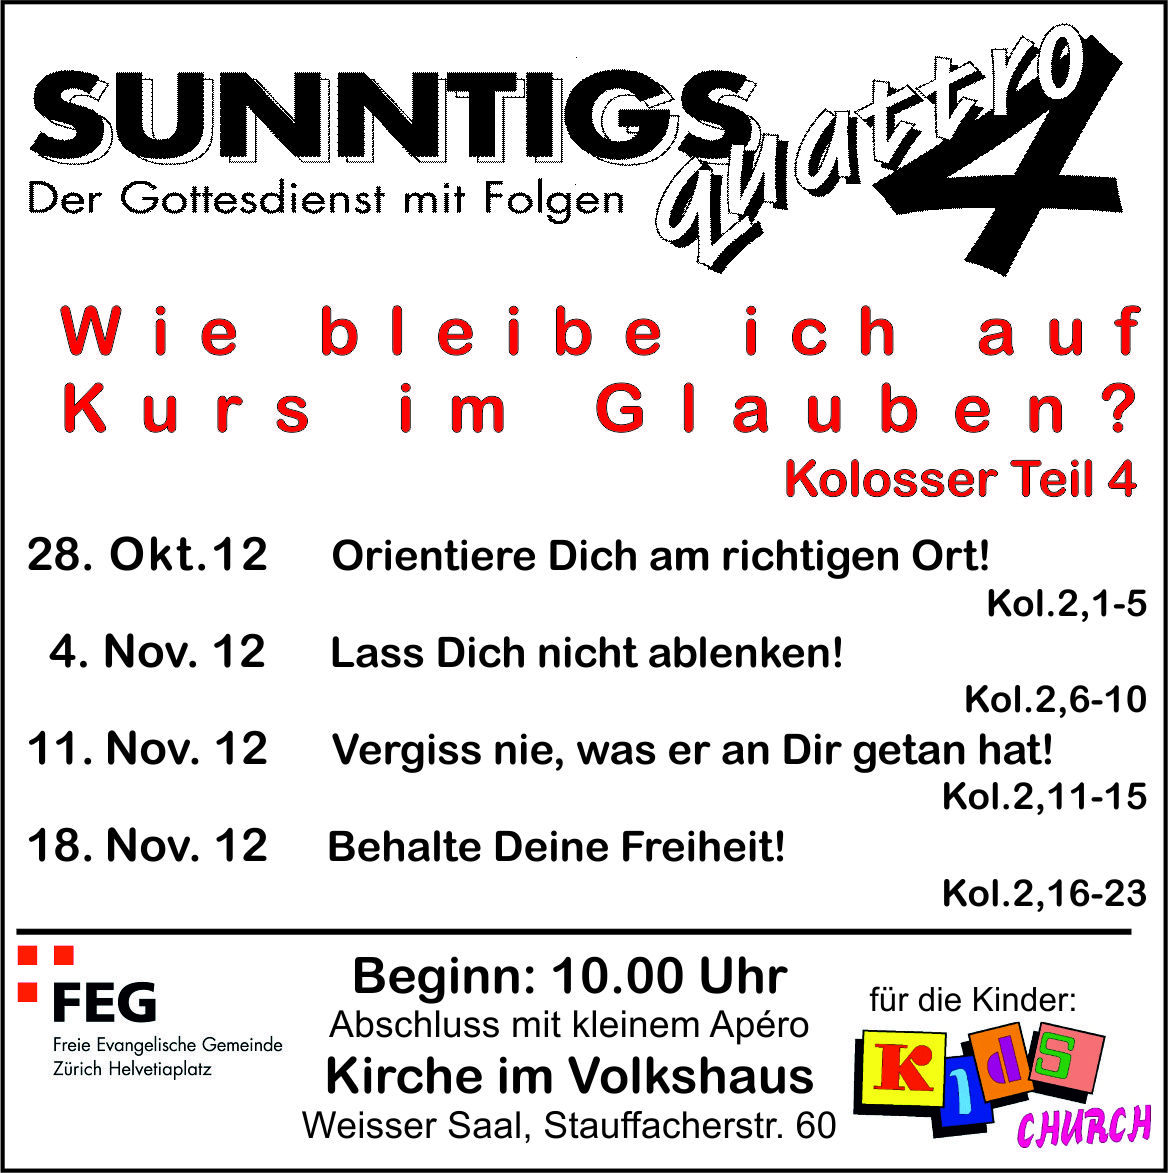 SUNNTIGS
quattro 4
Der Gottesdienst mit Folgen
Wie bleibe ich auf
Kurs im Glauben?
Kolosser Teil 4
28. Okt.12 Orientiere Dich am richtigen Ort!
Kol.2,1-5
4. Nov. 12 Lass Dich nicht ablenken!
Kol.2,6-10
11. Nov. 12 Vergiss nie, was er an Dir getan hat!
Kol.2,11-15
18. Nov. 12 Behalte Deine Freiheit!
Kol.2,16-23
FEG
Freie Evangelische Gemeinde
Zürich Helvetiaplatz
Beginn: 10.00 Uhr
Abschluss mit kleinem Apéro
Kirche im Volkshaus
Weisser Saal, Stauffacherstr. 60
für die Kinder:
KidS
CHURCH